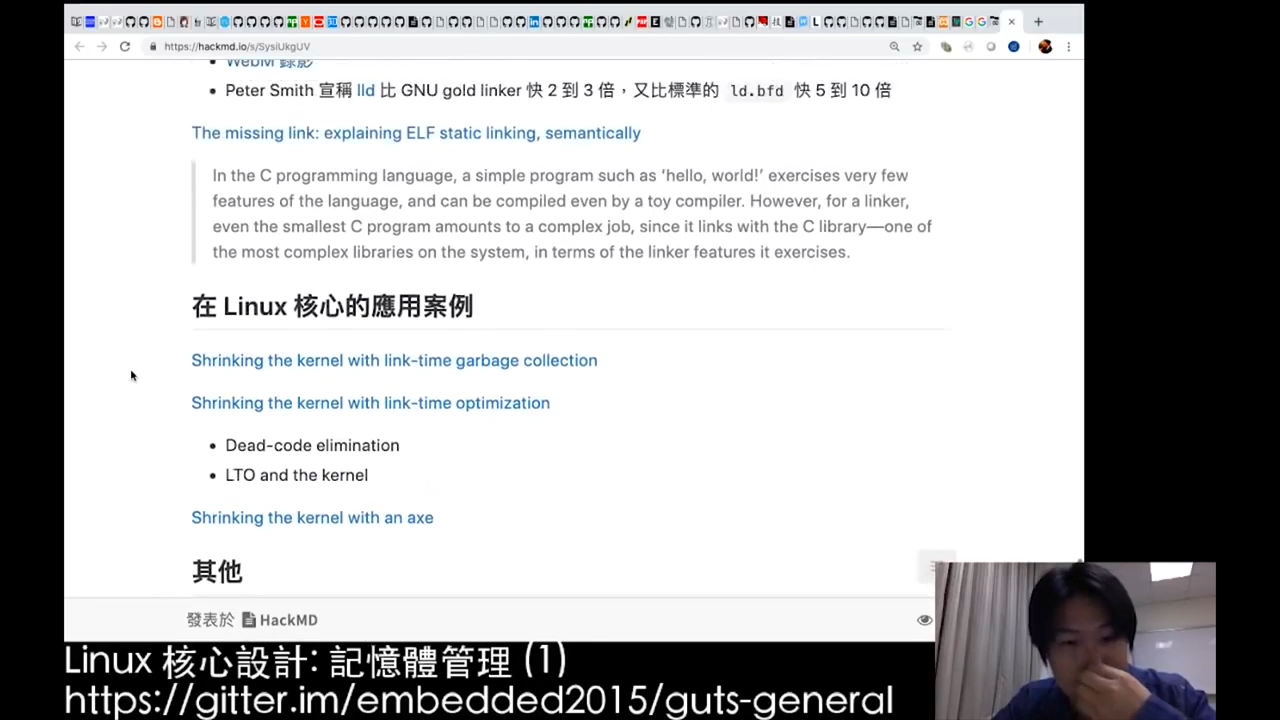 https://hackmd.io/s/SysiUkgUV
WebM 錄影
Peter Smith 宣稱 lld 比 GNU gold linker 快 2 到 3 倍，又比標準的 ld.bfd 快 5 到 10 倍
The missing link: explaining ELF static linking, semantically
In the C programming language, a simple program such as ‘hello, world!’ exercises very few
features of the language, and can be compiled even by a toy compiler. However, for a linker,
even the smallest C program amounts to a complex job, since it links with the C library—one of
the most complex libraries on the system, in terms of the linker features it exercises.
在 Linux 核心的應用案例
Shrinking the kernel with link-time garbage collection
Shrinking the kernel with link-time optimization
Dead-code elimination
LTO and the kernel
Shrinking the kernel with an axe
其他
發表於 HackMD
Linux 核心設計: 記憶體管理 (1)
https://gitter.im/embedded2015/guts-general